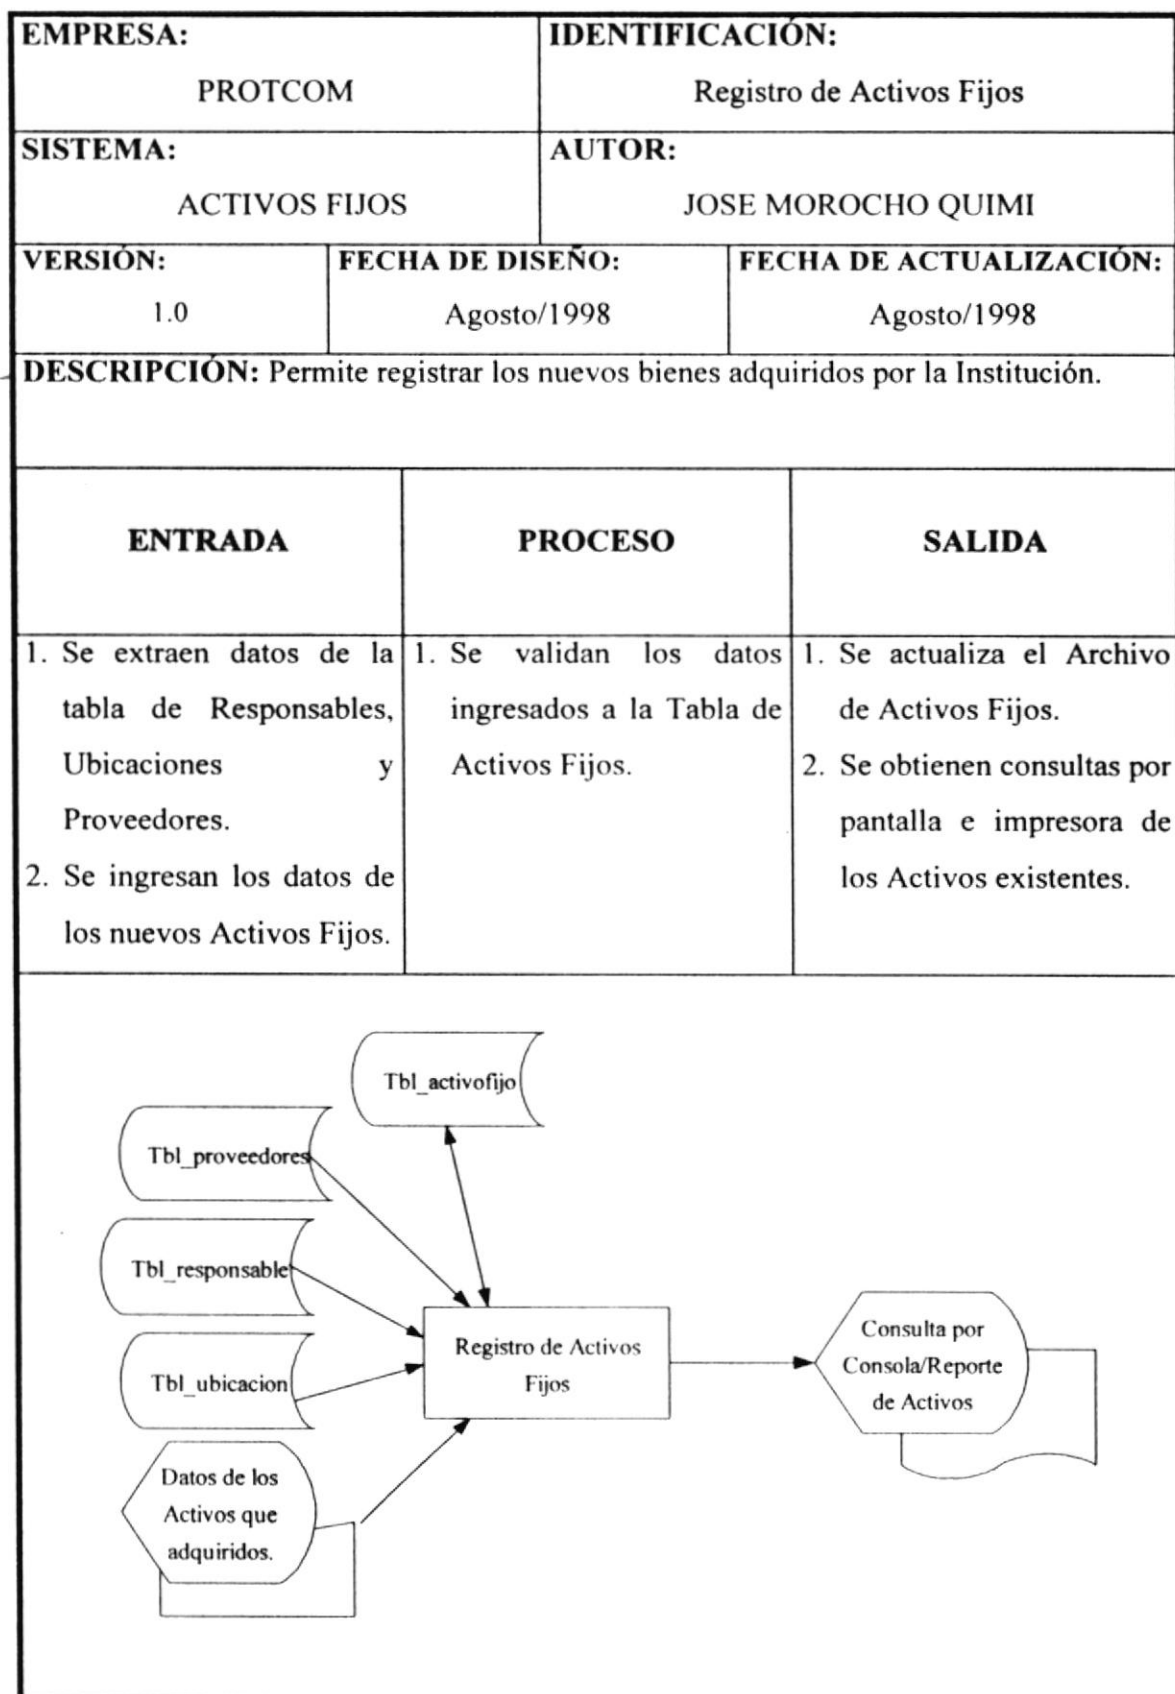 EMPRESA:
PROTCOM
IDENTIFICACIÓN:
Registro de Activos Fijos
SISTEMA:
ACTIVOS FIJOS
AUTOR:
JOSE MOROCHO QUIMI
VERSIÓN:
1.0
FECHA DE DISEÑO:
Agosto/1998
FECHA DE ACTUALIZACIÓN:
Agosto/1998
DESCRIPCIÓN: Permite registrar los nuevos bienes adquiridos por la Institución.
ENTRADA
PROCESO
SALIDA
1. Se extraen datos de la
tabla de Responsables,
Ubicaciones y
Proveedores.
2. Se ingresan los datos de
los nuevos Activos Fijos.
1. Se validan los datos
ingresados a la Tabla de
Activos Fijos.
1. Se actualiza el Archivo
de Activos Fijos.
2. Se obtienen consultas por
pantalla e impresora de
los Activos existentes.
Tbl_activofijo
Tbl_proveedores
Tbl_responsable
Tbl_ubicacion
Datos de los
Activos que
adquiridos.
Registro de Activos
Fijos
Consulta por
Consola/Reporte
de Activos